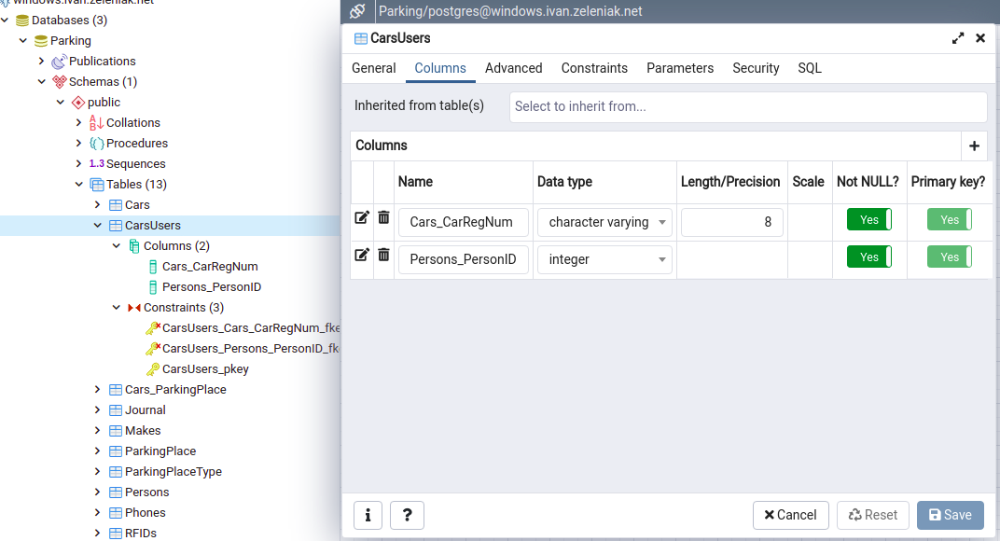 windows.ivan.zeleniak.net
Databases (3)
Parking
Publications
Schemas (1)
public
Collations
Procedures
1..3 Sequences
Tables (13)
Cars
CarsUsers
Columns (2)
Cars_CarRegNum
Persons_PersonID
Constraints (3)
CarsUsers_Cars_CarRegNum_fke
CarsUsers_Persons_PersonID_fk
CarsUsers_pkey
Cars_ParkingPlace
Journal
Makes
ParkingPlace
ParkingPlaceType
Persons
Phones
RFIDs
Parking/postgres@windows.ivan.zeleniak.net
CarsUsers
General Columns Advanced Constraints Parameters Security SQL
Inherited from table(s) Select to inherit from...
Columns
Name Data type Length/Precision Scale Not NULL? Primary key?
Cars_CarRegNum character varying 8 Yes Yes
Persons_PersonID integer Yes Yes
i ? Cancel Reset Save